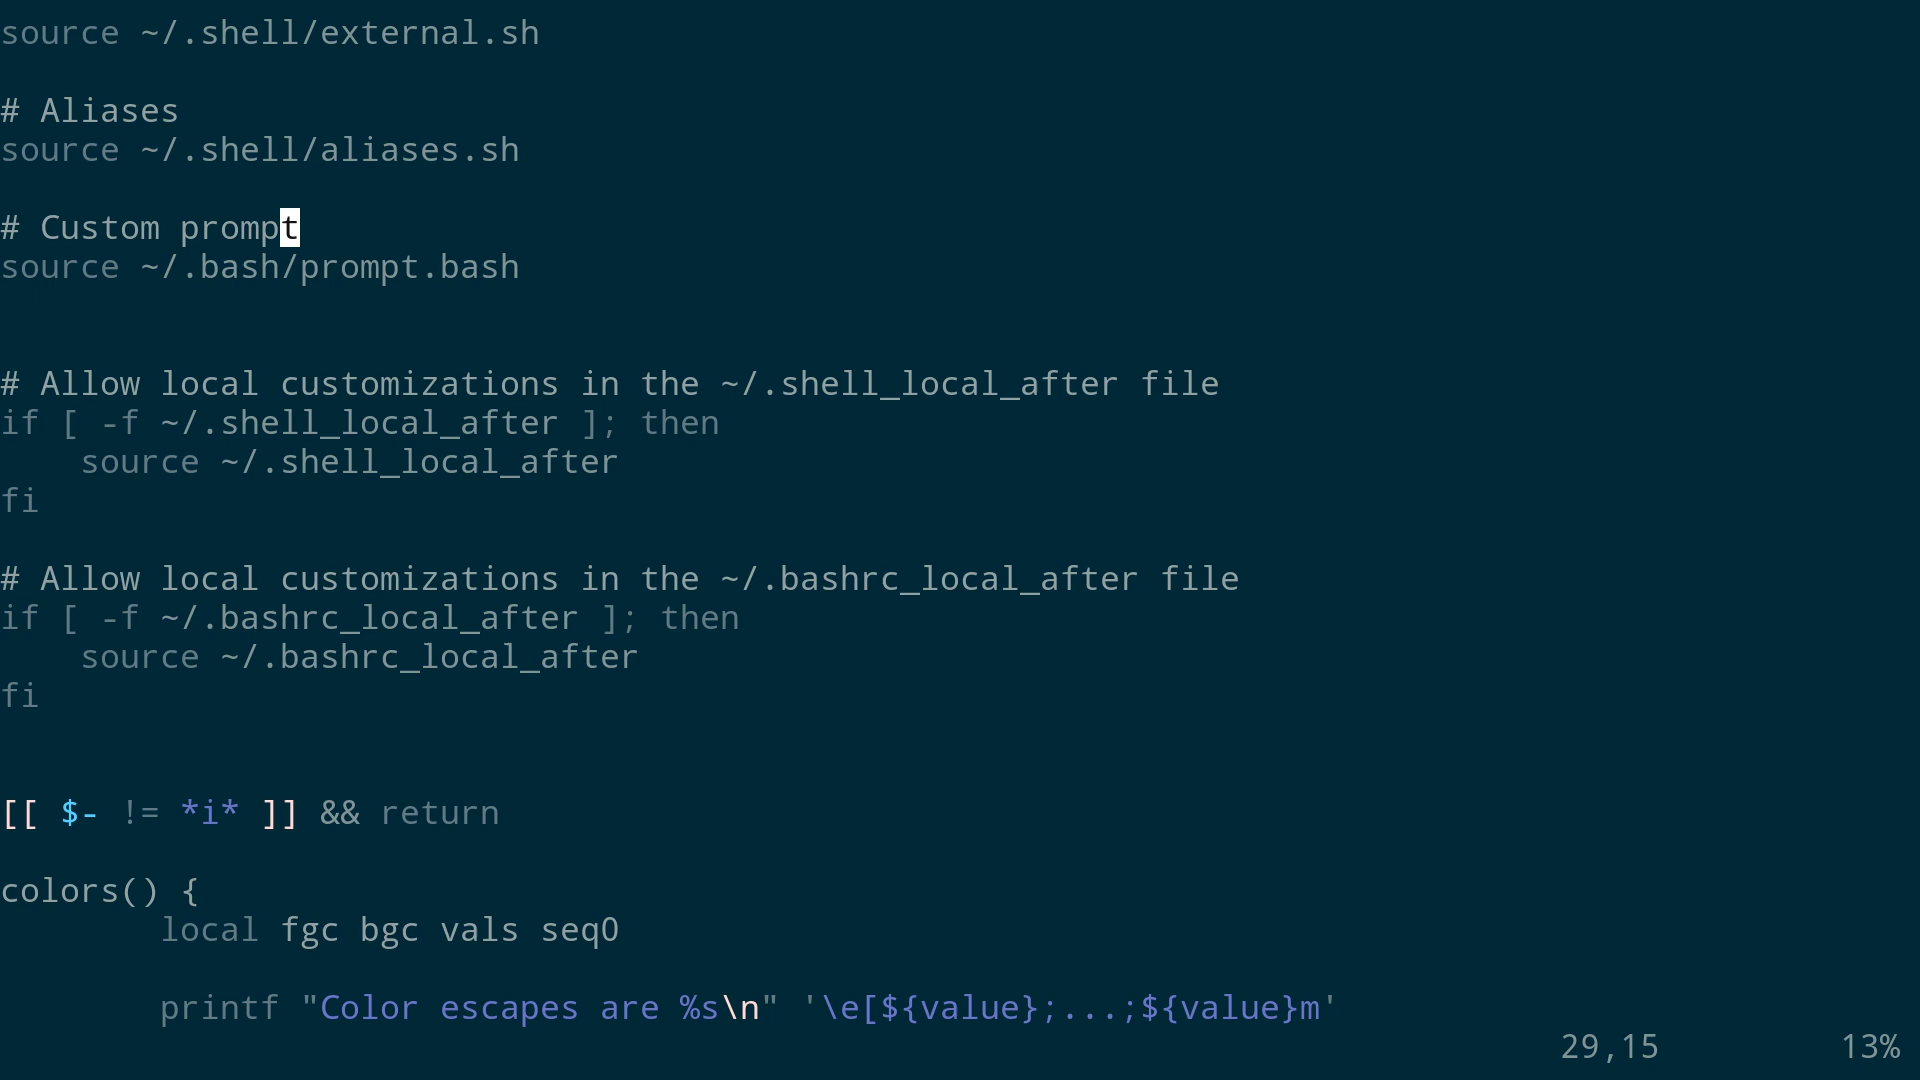 source ~/.shell/external.sh
# Aliases
source ~/.shell/aliases.sh
# Custom prompt
source ~/.bash/prompt.bash
# Allow local customizations in the ~/.shell_local_after file
if [ -f ~/.shell_local_after ]; then
    source ~/.shell_local_after
fi
# Allow local customizations in the ~/.bashrc_local_after file
if [ -f ~/.bashrc_local_after ]; then
    source ~/.bashrc_local_after
fi
[[ $- != *i* ]] && return
colors() {
        local fgc bgc vals seq0
        printf "Color escapes are %s\n" '\e[${value};...;${value}m'
29,15 13%